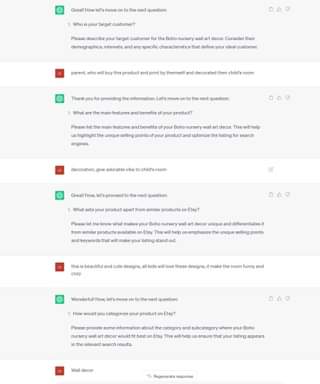 Great! Now let's move on to the next question:
1. Who is your target customer?
Please describe your target customer for the Boho nursery wall art decor. Consider their
demographics, interests, and any specific characteristics that define your ideal customer.
parent, who will buy this product and print by themself and decorated their child's room
Thank you for providing the information. Let's move on to the next question:
1. What are the main features and benefits of your product?
Please list the main features and benefits of your Boho nursery wall art decor. This will help
us highlight the unique selling points of your product and optimize the listing for search
engines.
decoration, give adorable vibe to child's room
Great! Now, let's proceed to the next question:
1. What sets your product apart from similar products on Etsy?
Please let me know what makes your Boho nursery wall art decor unique and differentiates it
from similar products available on Etsy. This will help us emphasize the unique selling points
and keywords that will make your listing stand out.
this is beautiful and cute designs, all kids will love these designs, it make the room funny and
cozy
Wonderful! Now, let's move on to the next question:
1. How would you categorize your product on Etsy?
Please provide some information about the category and subcategory where your Boho
nursery wall art decor would fit best on Etsy. This will help us ensure that your listing appears
in the relevant search results.
Wall decor
Regenerate response